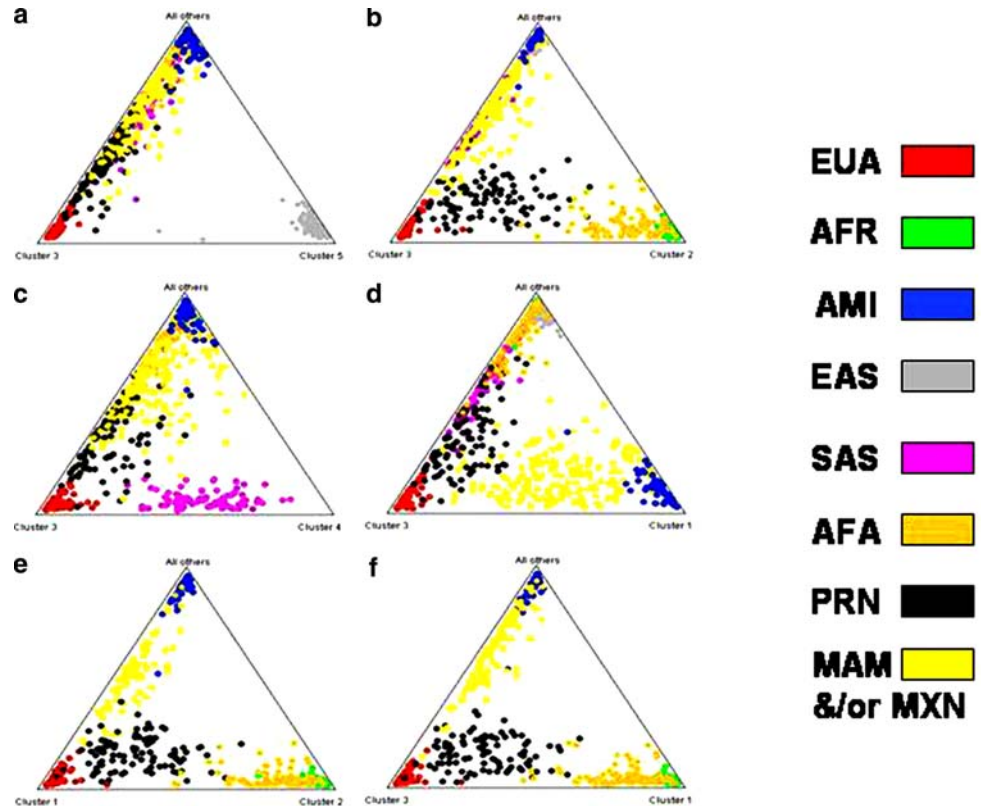 a
All others
Cluster 3
Cluster 5
b
All others
Cluster 3
Cluster 2
c
All others
Cluster 3
Cluster 4
d
All others
Cluster 3
Cluster 1
e
All others
Cluster 1
Cluster 2
f
All others
Cluster 3
Cluster 1
EUA
AFR
AMI
EAS
SAS
AFA
PRN
MAM
&/or MXN